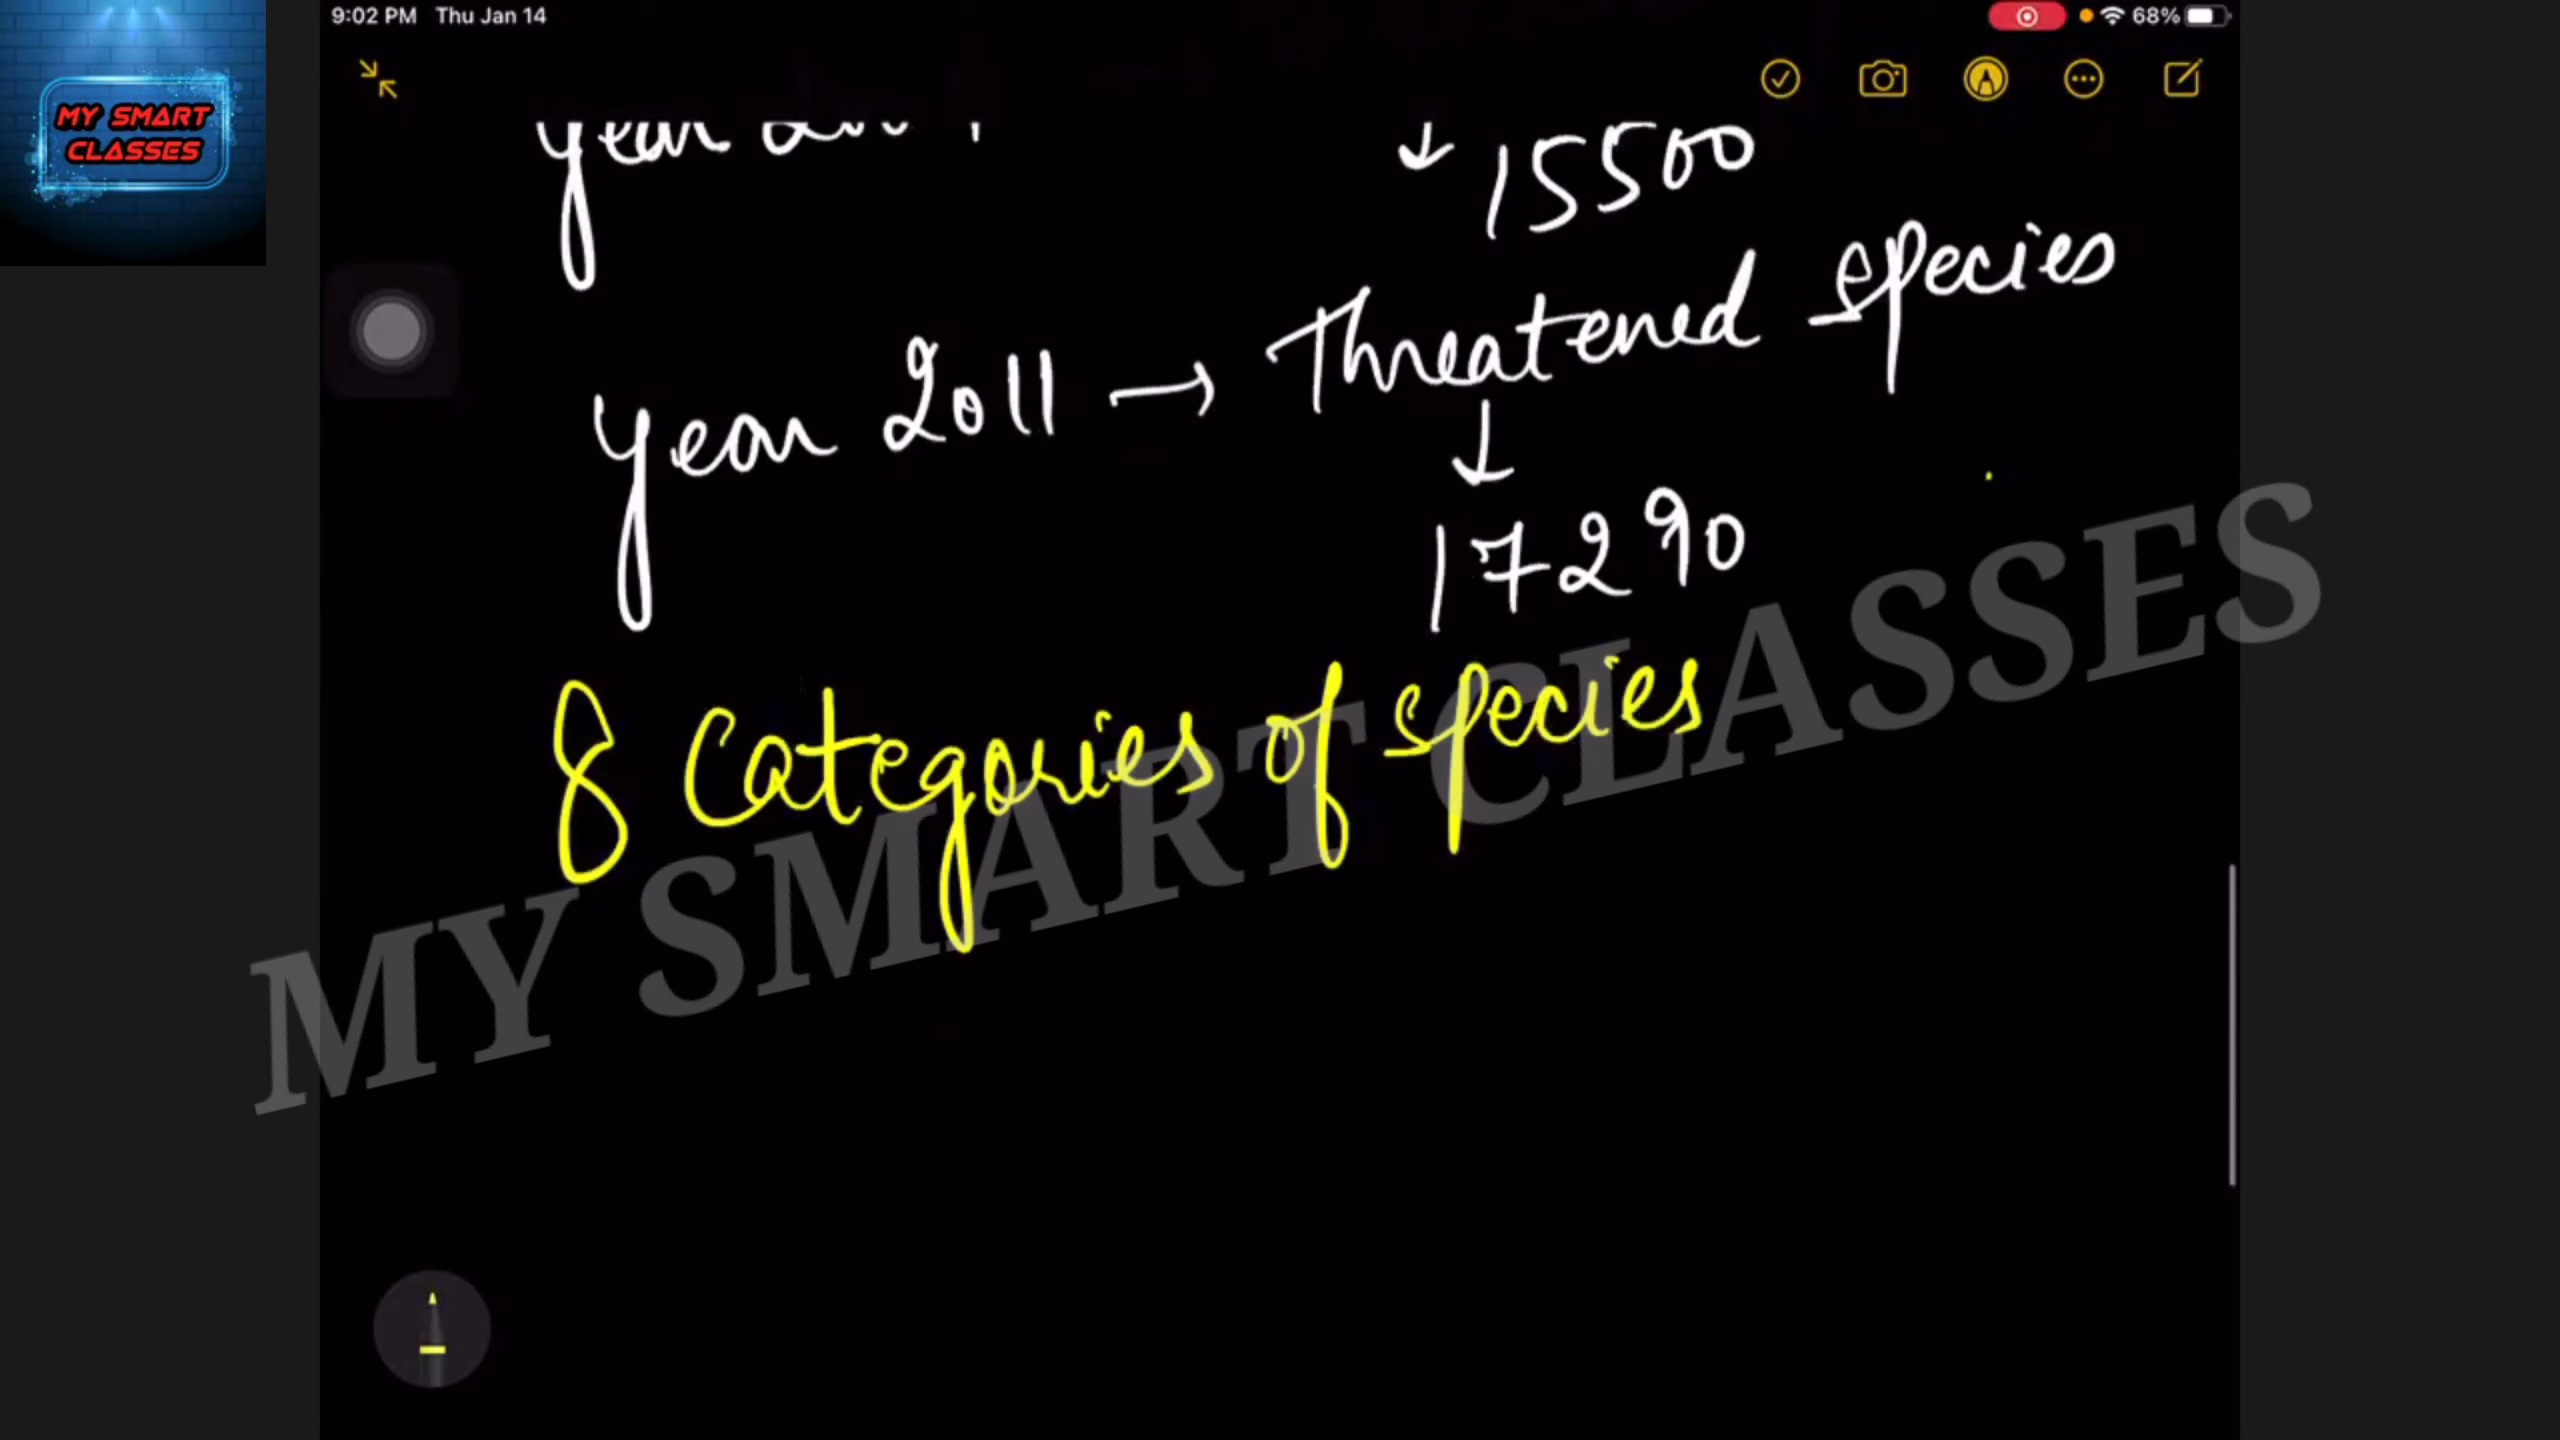 9:02 PM Thu Jan 14
68%
MY SMART
CLASSES
year
↓ 15500
year 2011 → Threatened species
↓
17290
8 Categories of species
MY SMART CLASSES